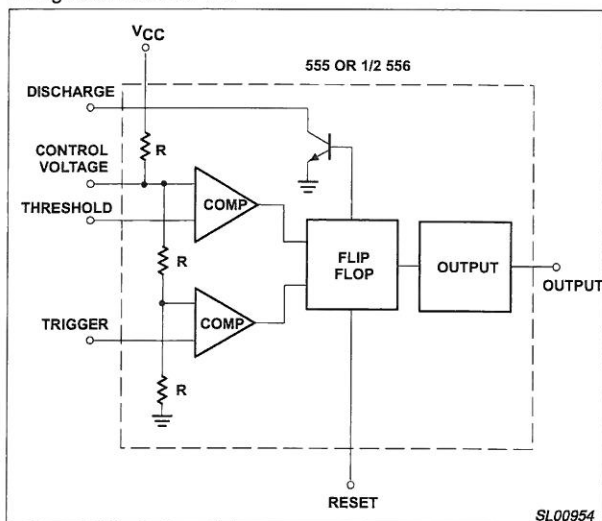 VCC
555 OR 1/2 556
DISCHARGE
R
CONTROL
VOLTAGE
COMP
THRESHOLD
FLIP
FLOP
OUTPUT
OUTPUT
R
COMP
TRIGGER
R
RESET
SL00954